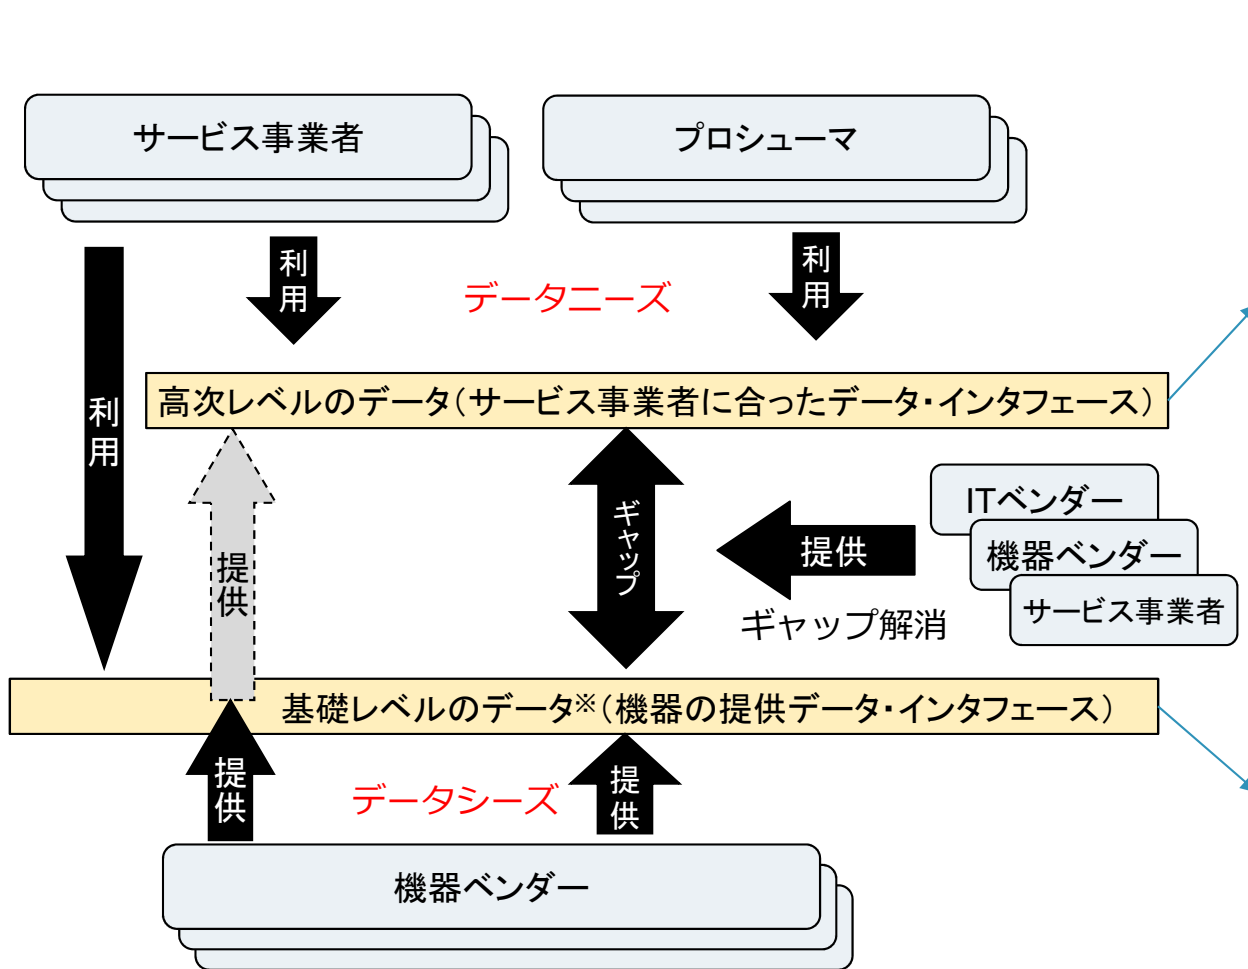 サービス事業者
プロシューマ
利用
利用
データニーズ
利用
高次レベルのデータ(サービス事業者に合ったデータ・インタフェース)
ITベンダー
機器ベンダー
サービス事業者
ギャップ
提供
提供
ギャップ解消
基礎レベルのデータ※(機器の提供データ・インタフェース)
提供
データシーズ
提供
機器ベンダー